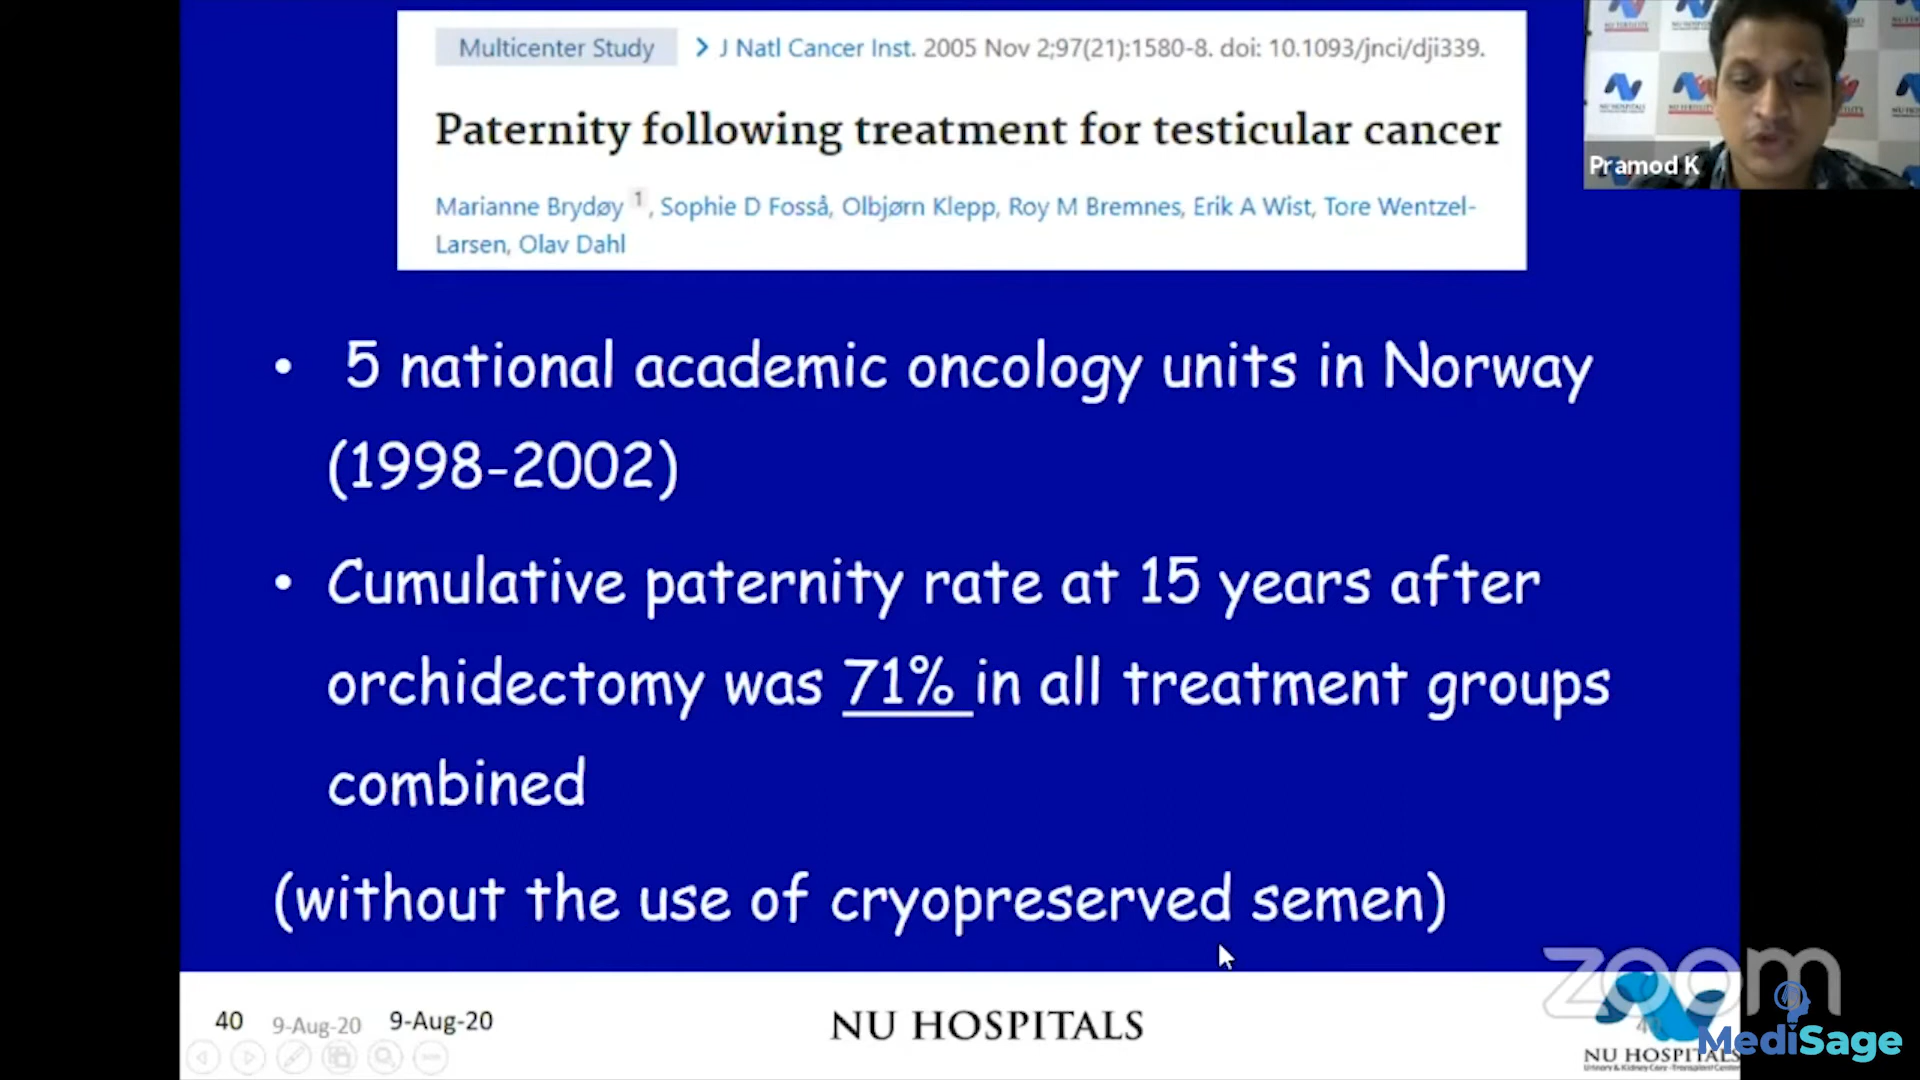 Multicenter Study > J Natl Cancer Inst. 2005 Nov 2;97(21):1580-8. doi: 10.1093/jnci/dji339.
Paternity following treatment for testicular cancer
Marianne Brydøy 1, Sophie D Fosså, Olbjørn Klepp, Roy M Bremnes, Erik A Wist, Tore Wentzel-
Larsen, Olav Dahl
Pramod K
• 5 national academic oncology units in Norway
(1998-2002)
• Cumulative paternity rate at 15 years after
orchidectomy was 71% in all treatment groups
combined
(without the use of cryopreserved semen)
zoom
40 9-Aug-20 9-Aug-20
NU HOSPITALS
MediSage
NU HOSPITALS